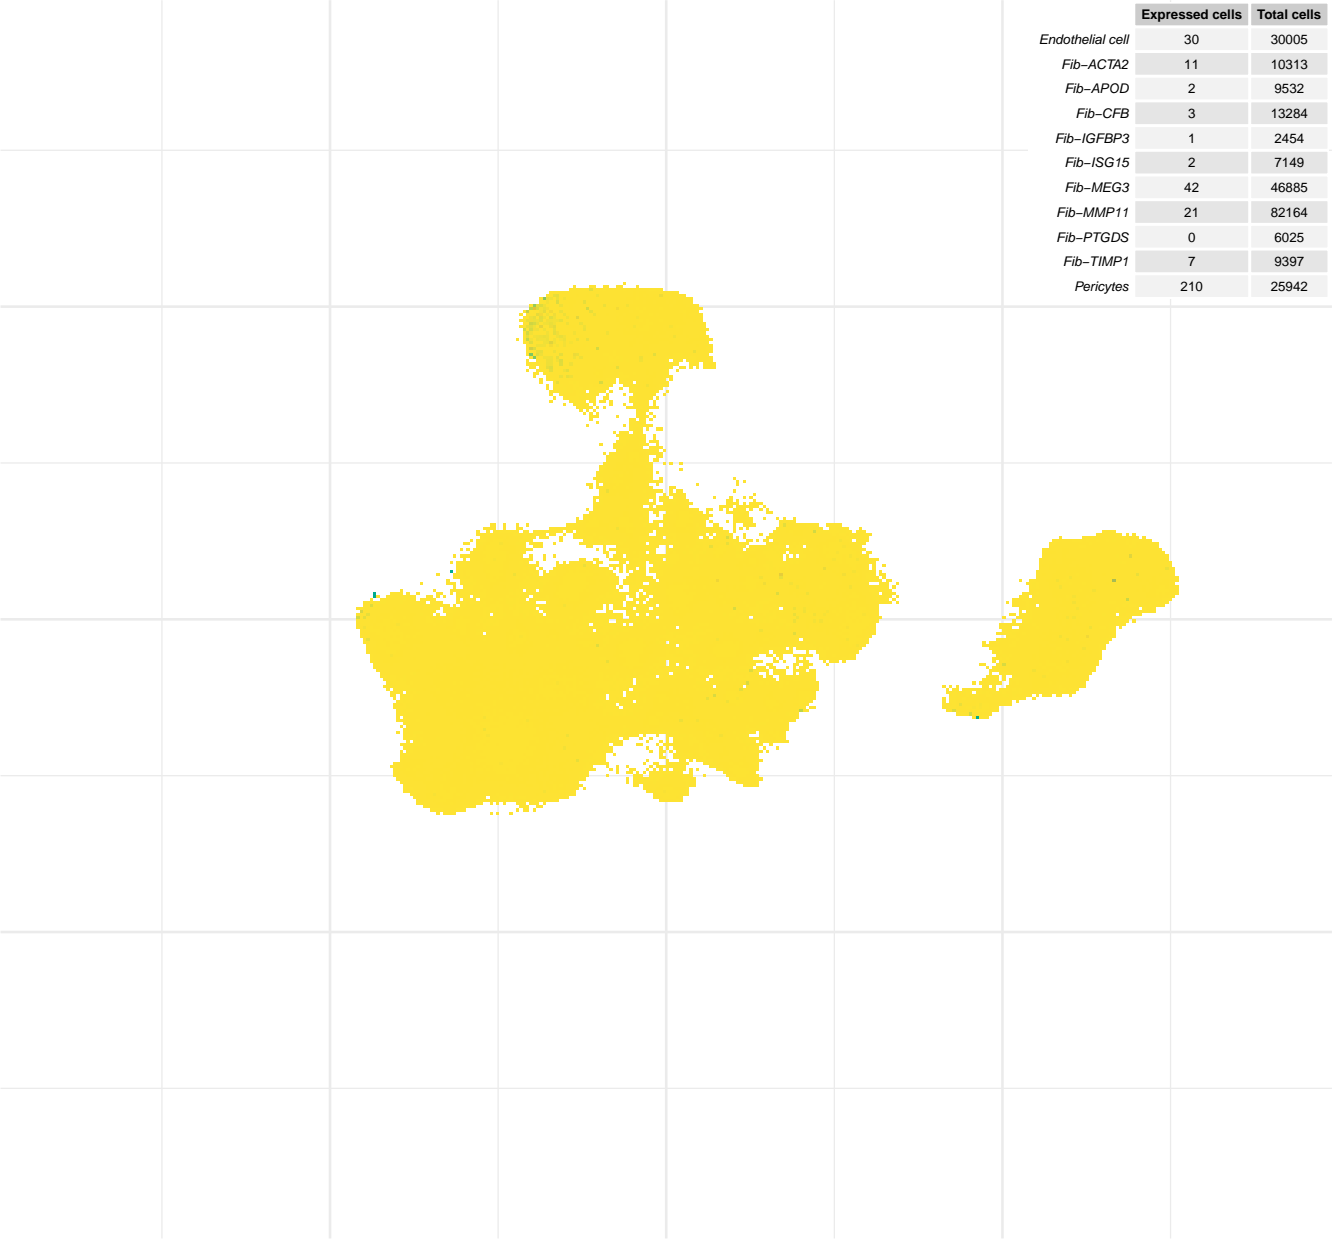 Expressed cells Total cells
Endothelial cell 30 30005
Fib−ACTA2 11 10313
Fib−APOD 2 9532
Fib−CFB 3 13284
Fib−IGFBP3 1 2454
Fib−ISG15 2 7149
Fib−MEG3 42 46885
Fib−MMP11 21 82164
Fib−PTGDS 0 6025
Fib−TIMP1 7 9397
Pericytes 210 25942